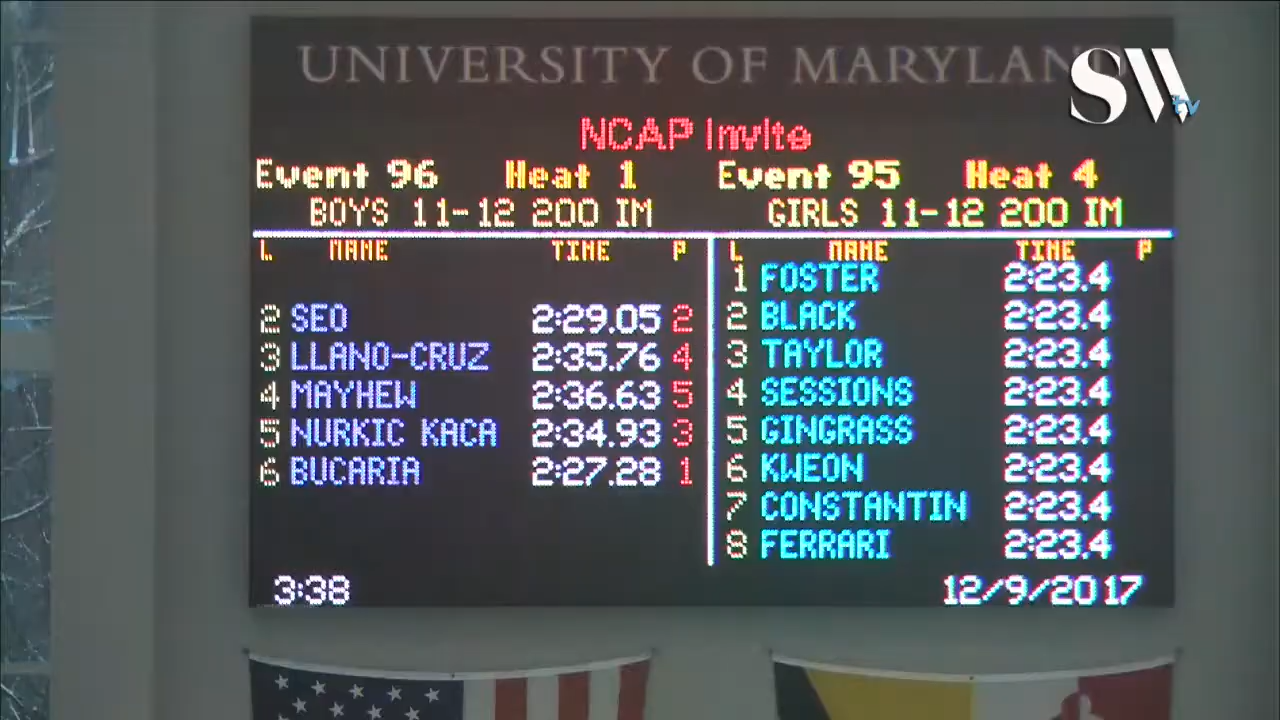 UNIVERSITY OF MARYLAND
SW
tv
NCAP Invite
Event 96 Heat 1
BOYS 11-12 200 IM
L NAME TIME P
2 SEO 2:29.05 2
3 LLANO-CRUZ 2:35.76 4
4 MAYHEW 2:36.63 5
5 NURKIC KACA 2:34.93 3
6 BUCARIA 2:27.28 1
3:38
Event 95 Heat 4
GIRLS 11-12 200 IM
L NAME TIME P
1 FOSTER 2:23.4
2 BLACK 2:23.4
3 TAYLOR 2:23.4
4 SESSIONS 2:23.4
5 GINGRASS 2:23.4
6 KWEON 2:23.4
7 CONSTANTIN 2:23.4
8 FERRARI 2:23.4
12/9/2017